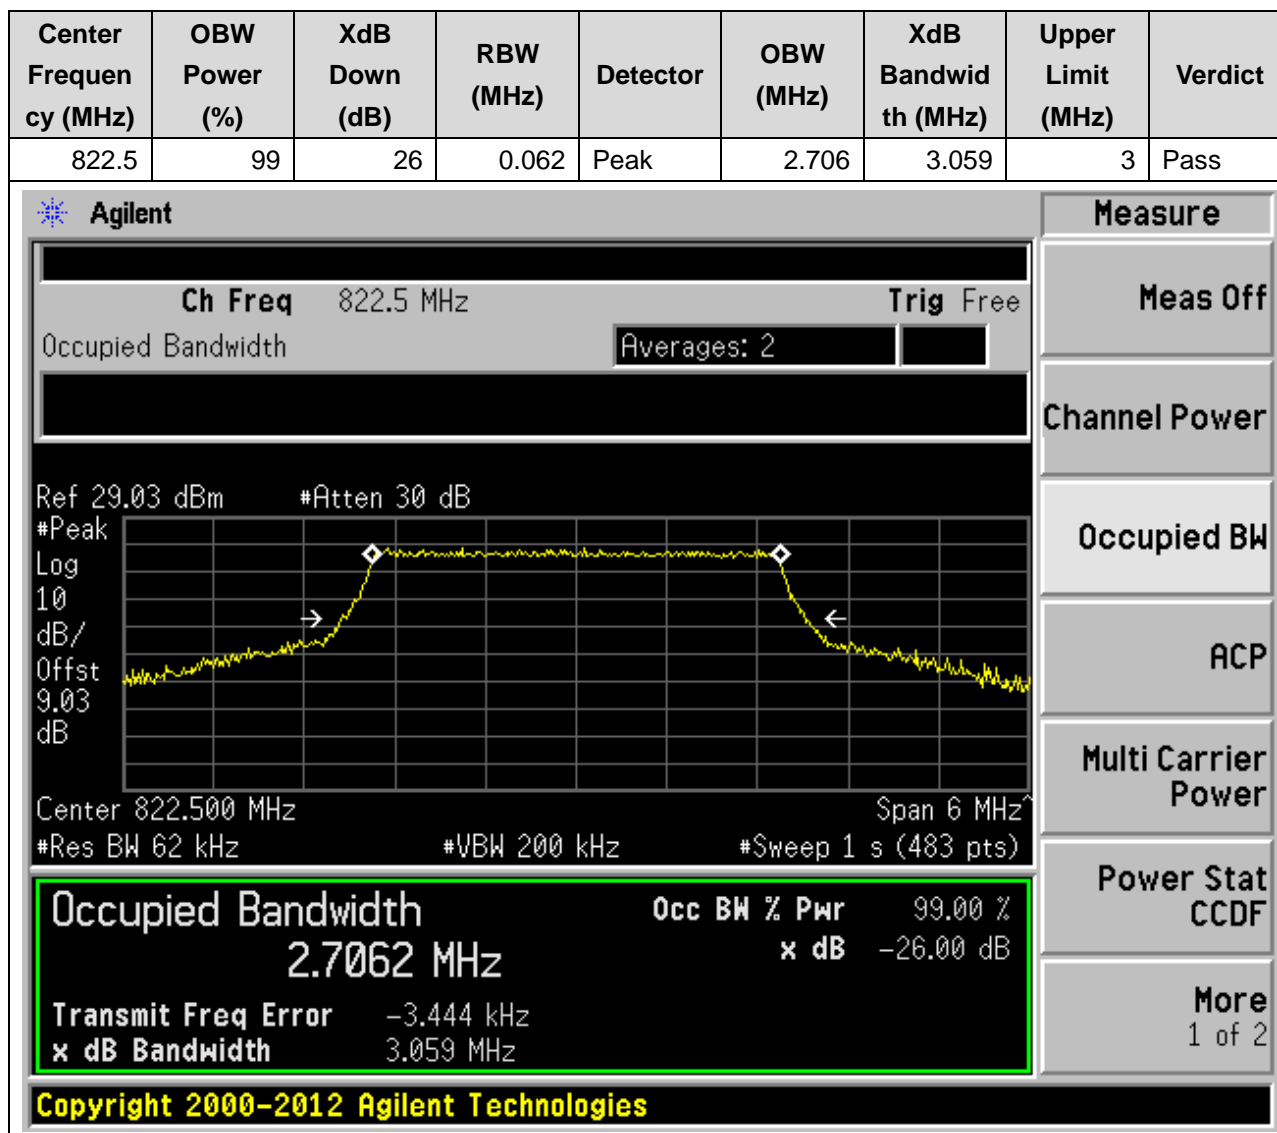 Center Frequen cy (MHz) OBW Power (%) XdB Down (dB) RBW (MHz) Detector OBW (MHz) XdB Bandwid th (MHz) Upper Limit (MHz) Verdict
822.5 99 26 0.062 Peak 2.706 3.059 3 Pass
Agilent
Ch Freq 822.5 MHz Trig Free
Occupied Bandwidth Averages: 2
Ref 29.03 dBm #Atten 30 dB
#Peak
Log
10
dB/
Offst
9.03
dB
Center 822.500 MHz Span 6 MHz^
#Res BW 62 kHz #VBW 200 kHz #Sweep 1 s (483 pts)
Occupied Bandwidth Occ BW % Pwr 99.00 %
2.7062 MHz x dB -26.00 dB
Transmit Freq Error -3.444 kHz
x dB Bandwidth 3.059 MHz
Copyright 2000-2012 Agilent Technologies
Measure
Meas Off
Channel Power
Occupied BW
ACP
Multi Carrier
Power
Power Stat
CCDF
More
1 of 2